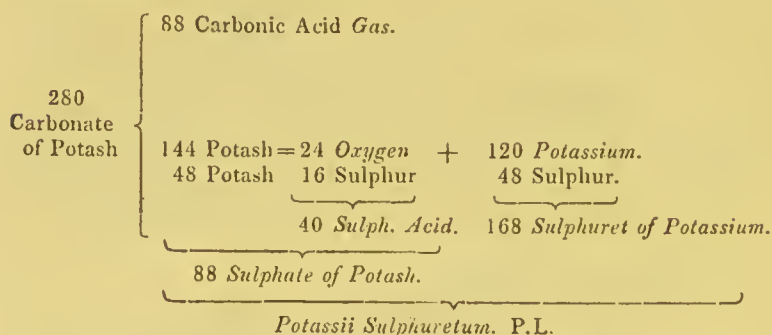 88 Carbonic Acid Gas.
280
Carbonate
of Potash
144 Potash = 24 Oxygen + 120 Potassium.
48 Potash 16 Sulphur 48 Sulphur.
40 Sulph. Acid. 168 Sulphuret of Potassium.
88 Sulphate of Potash.
Potassii Sulphuretum. P.L.